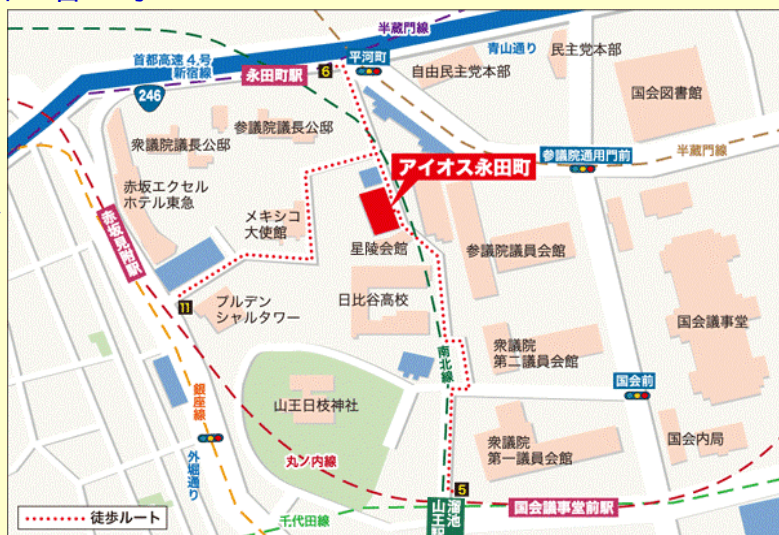 半蔵門線
首都高速4号
新宿線
永田町駅
6
平河町
青山通り
自由民主党本部
民主党本部
国会図書館
246
衆議院議長公邸
参議院議長公邸
アイオス永田町
参議院通用門前
半蔵門線
赤坂エクセル
ホテル東急
メキシコ
大使館
星陵会館
参議院議員会館
赤坂見附駅
11
プルデン
シャルタワー
日比谷高校
国会議事堂
南北線
衆議院
第二議員会館
国会前
銀座線
山王日枝神社
外堀通り
衆議院
第一議員会館
国会内局
丸ノ内線
5
溜池
山王駅
国会議事堂前駅
徒歩ルート
千代田線